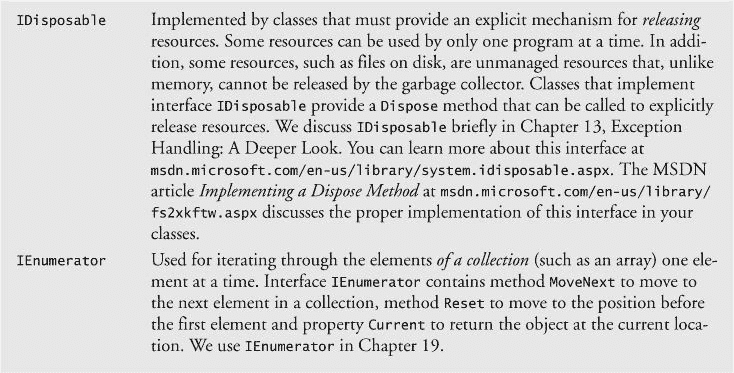 IDisposable Implemented by classes that must provide an explicit mechanism for releasing
resources. Some resources can be used by only one program at a time. In addi-
tion, some resources, such as files on disk, are unmanaged resources that, unlike
memory, cannot be released by the garbage collector. Classes that implement
interface IDisposable provide a Dispose method that can be called to explicitly
release resources. We discuss IDisposable briefly in Chapter 13, Exception
Handling: A Deeper Look. You can learn more about this interface at
msdn.microsoft.com/en-us/library/system.idisposable.aspx. The MSDN
article Implementing a Dispose Method at msdn.microsoft.com/en-us/library/
fs2xkftw.aspx discusses the proper implementation of this interface in your
classes.
IEnumerator Used for iterating through the elements of a collection (such as an array) one ele-
ment at a time. Interface IEnumerator contains method MoveNext to move to
the next element in a collection, method Reset to move to the position before
the first element and property Current to return the object at the current loca-
tion. We use IEnumerator in Chapter 19.